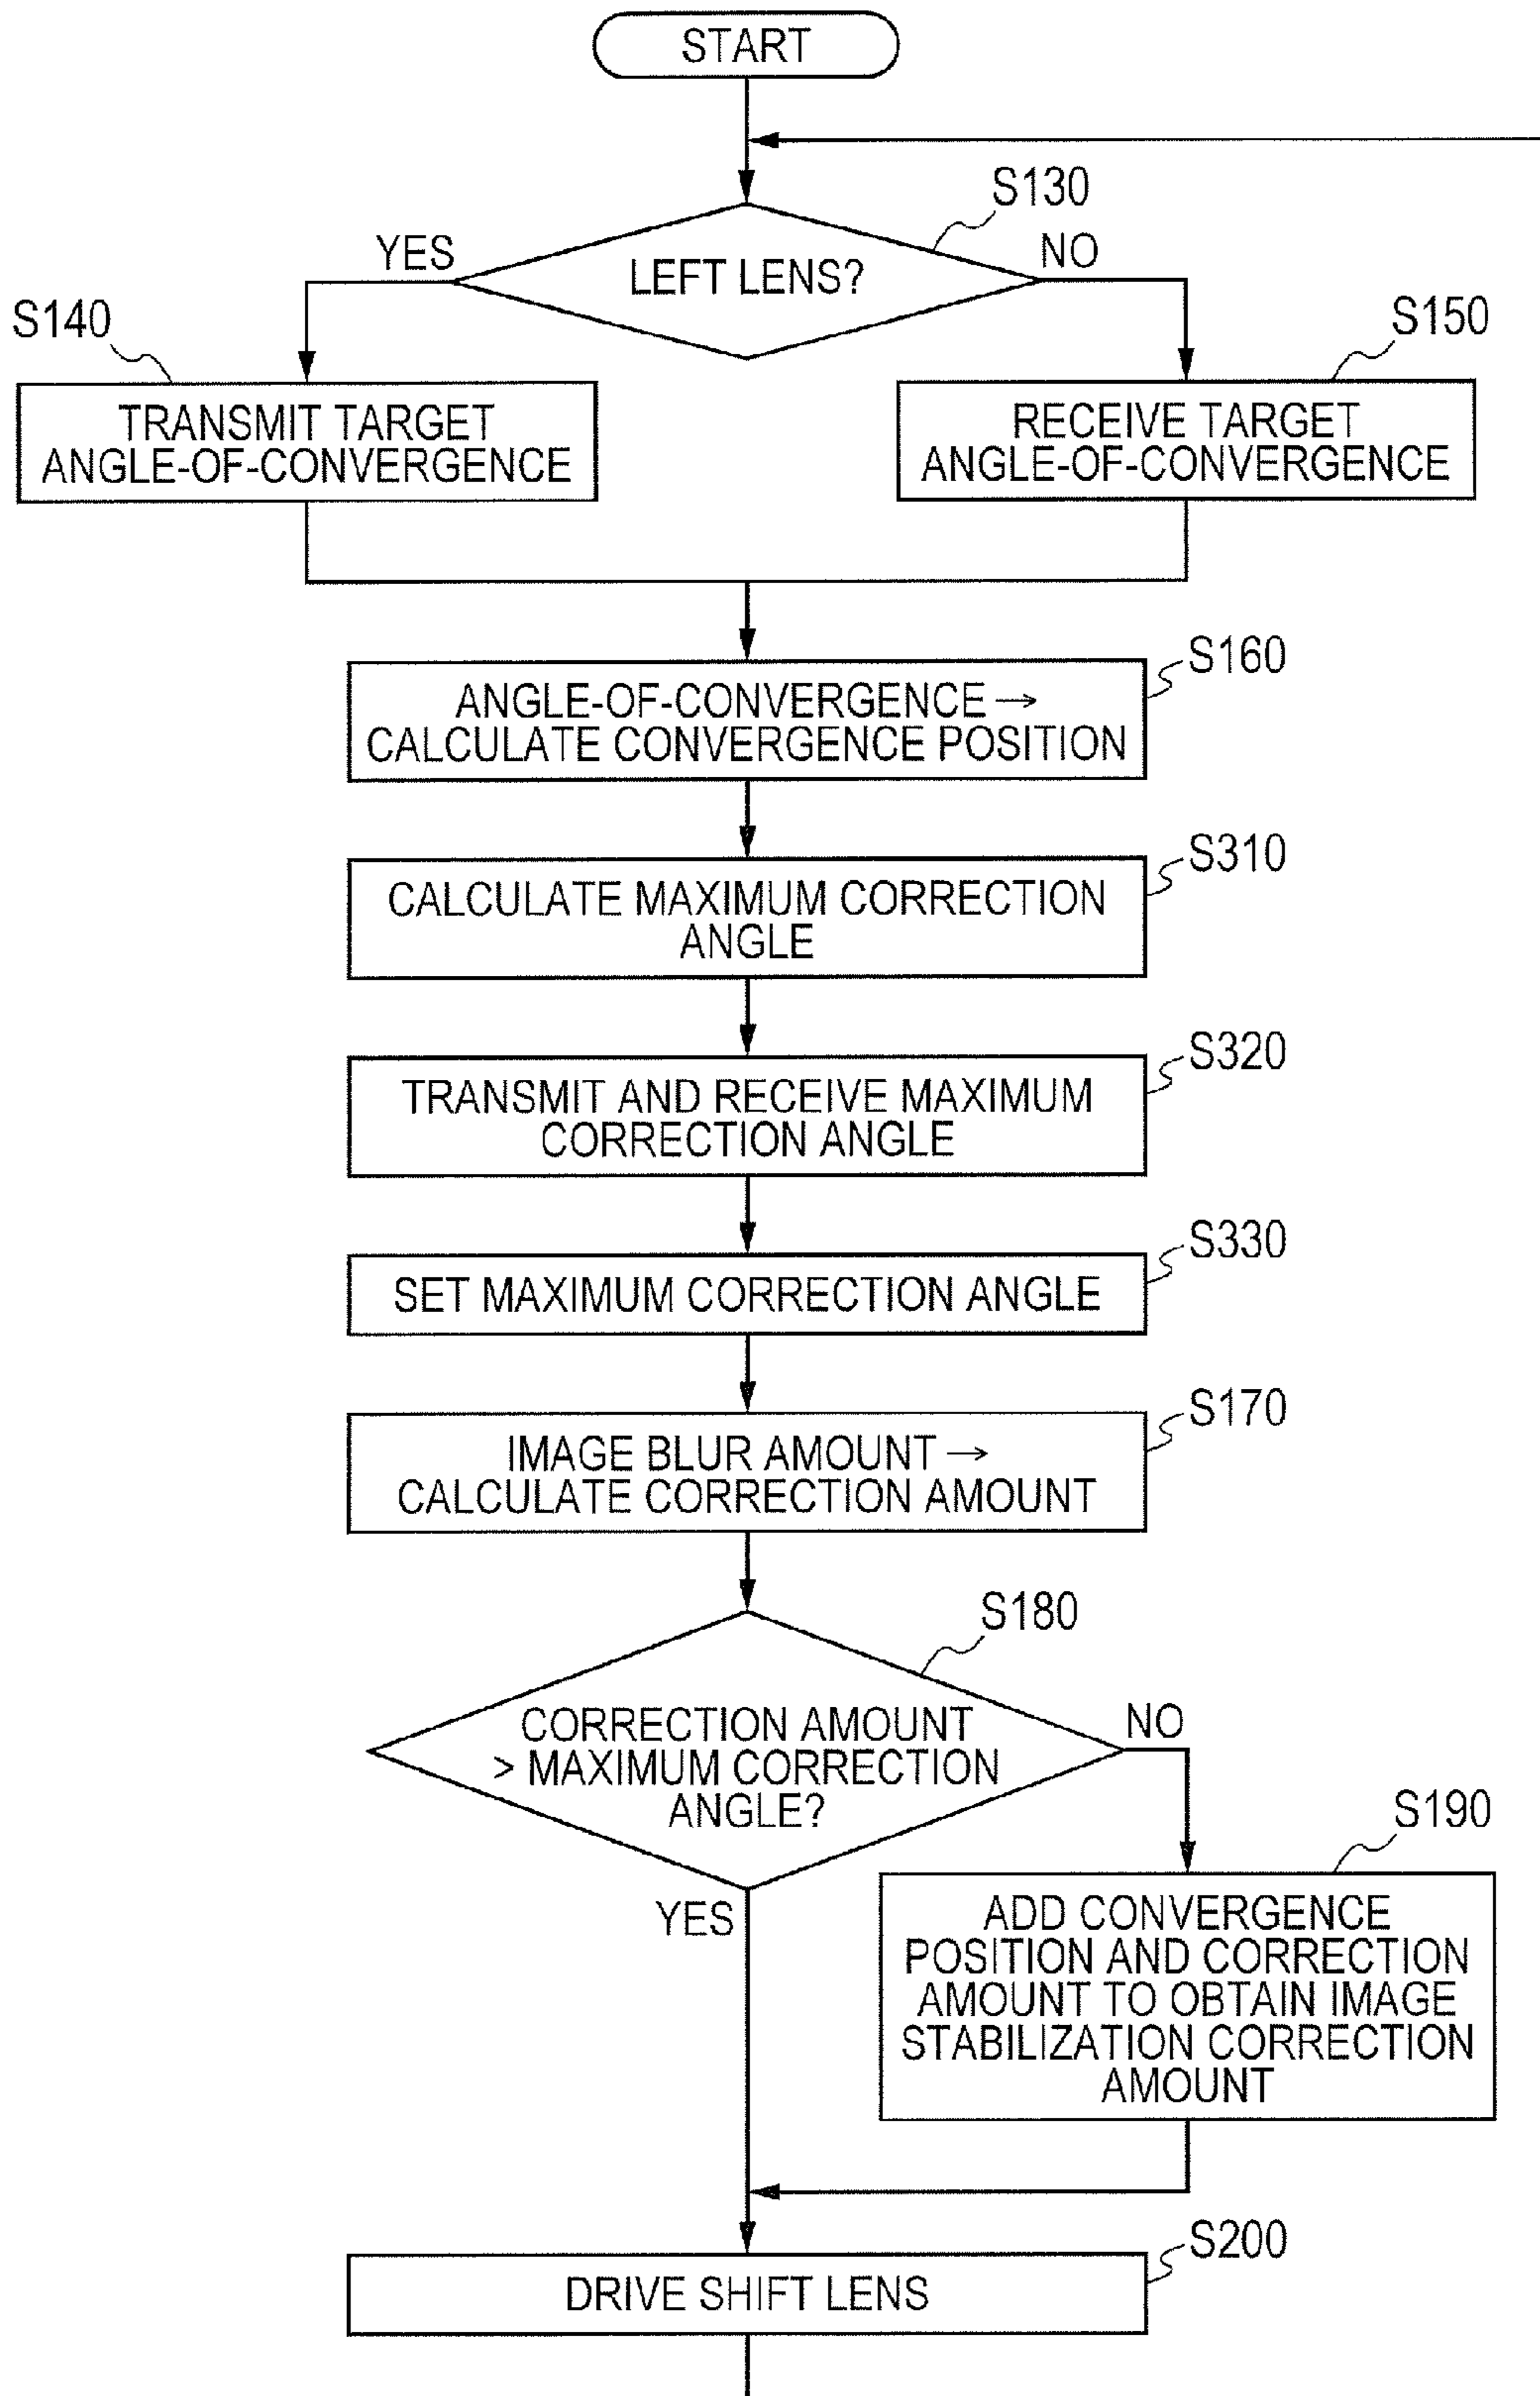 START
S130
YES
LEFT LENS?
NO
S140
S150
TRANSMIT TARGET
ANGLE-OF-CONVERGENCE
RECEIVE TARGET
ANGLE-OF-CONVERGENCE
S160
ANGLE-OF-CONVERGENCE →
CALCULATE CONVERGENCE POSITION
S310
CALCULATE MAXIMUM CORRECTION
ANGLE
S320
TRANSMIT AND RECEIVE MAXIMUM
CORRECTION ANGLE
S330
SET MAXIMUM CORRECTION ANGLE
S170
IMAGE BLUR AMOUNT →
CALCULATE CORRECTION AMOUNT
S180
CORRECTION AMOUNT
> MAXIMUM CORRECTION
ANGLE?
NO
YES
S190
ADD CONVERGENCE
POSITION AND CORRECTION
AMOUNT TO OBTAIN IMAGE
STABILIZATION CORRECTION
AMOUNT
S200
DRIVE SHIFT LENS